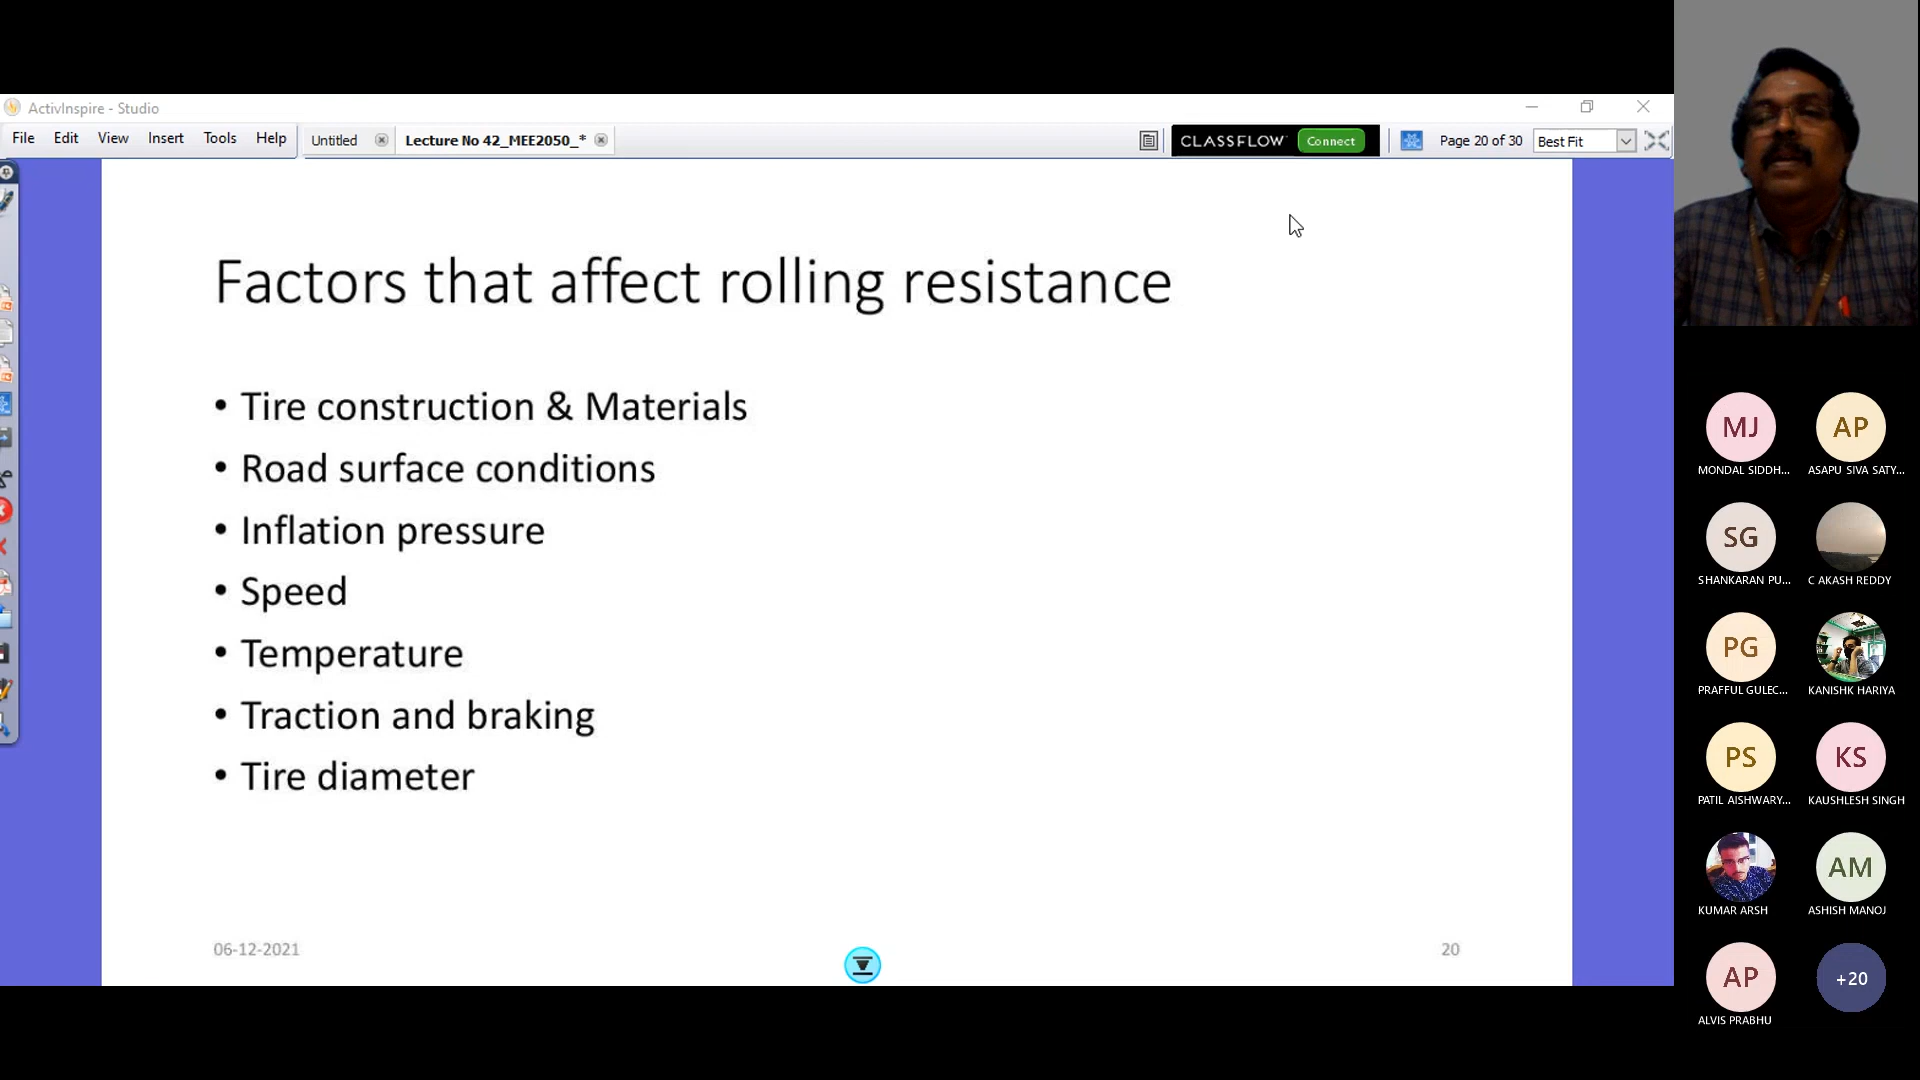 ActivInspire - Studio
File Edit View Insert Tools Help
Untitled
Lecture No 42_MEE2050_*
CLASSFLOW
Connect
Page 20 of 30
Best Fit
Factors that affect rolling resistance
• Tire construction & Materials
• Road surface conditions
• Inflation pressure
• Speed
• Temperature
• Traction and braking
• Tire diameter
06-12-2021
20
MJ
AP
MONDAL SIDDH...
ASAPU SIVA SATY...
SG
SHANKARAN PU...
C AKASH REDDY
PG
PRAFFUL GULEC...
KANISHK HARIYA
PS
KS
PATIL AISHWARY...
KAUSHLESH SINGH
AM
KUMAR ARSH
ASHISH MANOJ
AP
+20
ALVIS PRABHU